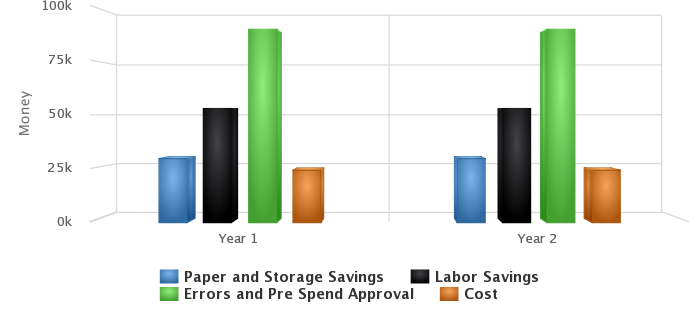 100k
75k
50k
25k
0k
Money
Year 1 Year 2
Paper and Storage Savings Labor Savings
Errors and Pre Spend Approval Cost